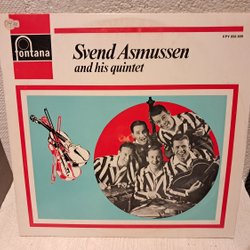 fontana
Svend Asmussen
and his quintet